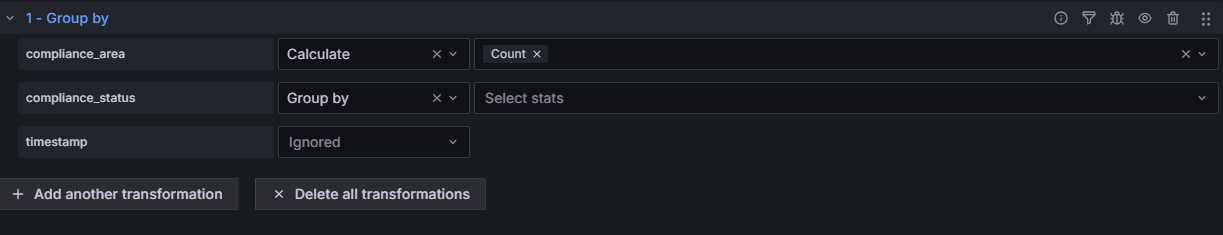 1 - Group by
compliance_area Calculate Count
compliance_status Group by Select stats
timestamp Ignored
Add another transformation Delete all transformations